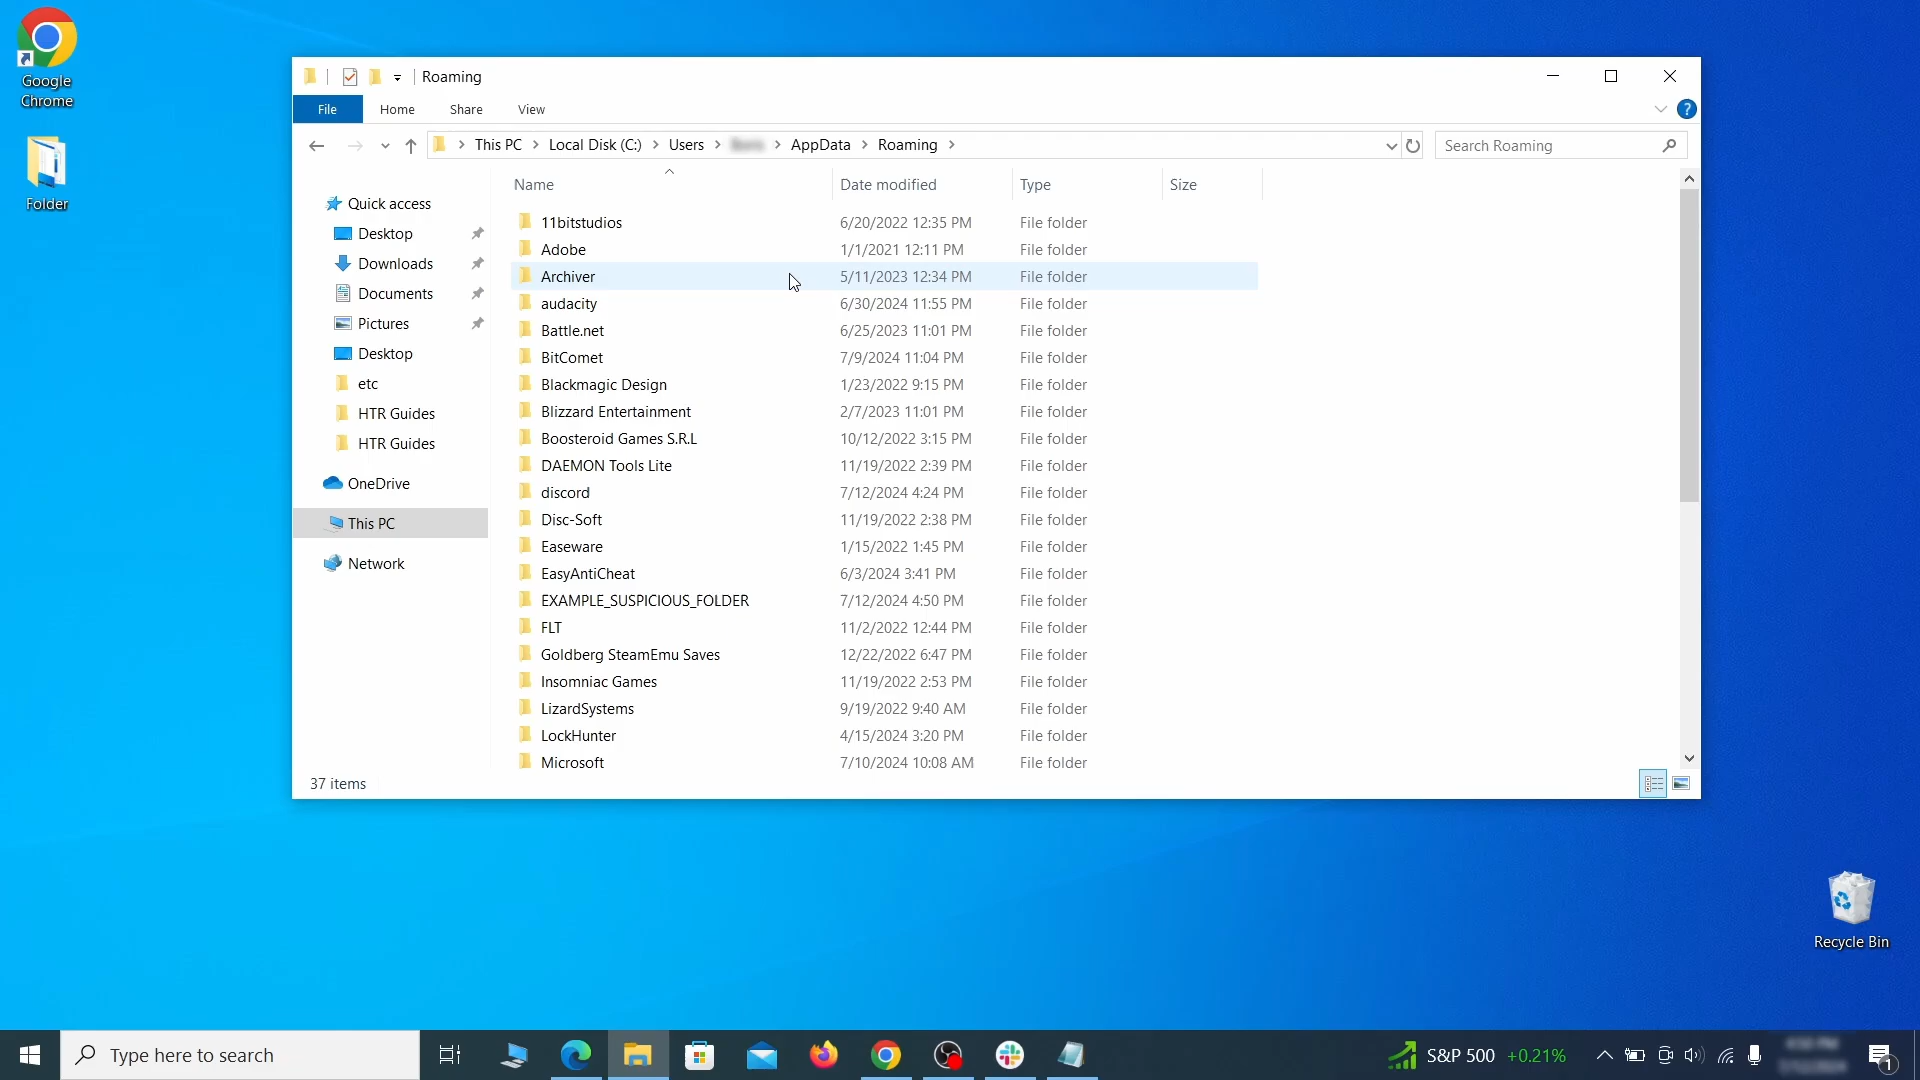 Google
Chrome
Folder
Roaming
File Home Share View
This PC Local Disk (C:) Users AppData Roaming
Search Roaming
Name Date modified Type Size
Quick access
Desktop
Downloads
Documents
Pictures
Desktop
etc
HTR Guides
HTR Guides
OneDrive
This PC
Network
11bitstudios 6/20/2022 12:35 PM File folder
Adobe 1/1/2021 12:11 PM File folder
Archiver 5/11/2023 12:34 PM File folder
audacity 6/30/2024 11:55 PM File folder
Battle.net 6/25/2023 11:01 PM File folder
BitComet 7/9/2024 11:04 PM File folder
Blackmagic Design 1/23/2022 9:15 PM File folder
Blizzard Entertainment 2/7/2023 11:01 PM File folder
Boosteroid Games S.R.L 10/12/2022 3:15 PM File folder
DAEMON Tools Lite 11/19/2022 2:39 PM File folder
discord 7/12/2024 4:24 PM File folder
Disc-Soft 11/19/2022 2:38 PM File folder
Easeware 1/15/2022 1:45 PM File folder
EasyAntiCheat 6/3/2024 3:41 PM File folder
EXAMPLE_SUSPICIOUS_FOLDER 7/12/2024 4:50 PM File folder
FLT 11/2/2022 12:44 PM File folder
Goldberg SteamEmu Saves 12/22/2022 6:47 PM File folder
Insomniac Games 11/19/2022 2:53 PM File folder
LizardSystems 9/19/2022 9:40 AM File folder
LockHunter 4/15/2024 3:20 PM File folder
Microsoft 7/10/2024 10:08 AM File folder
37 items
Recycle Bin
Type here to search
S&P 500 +0.21%
1